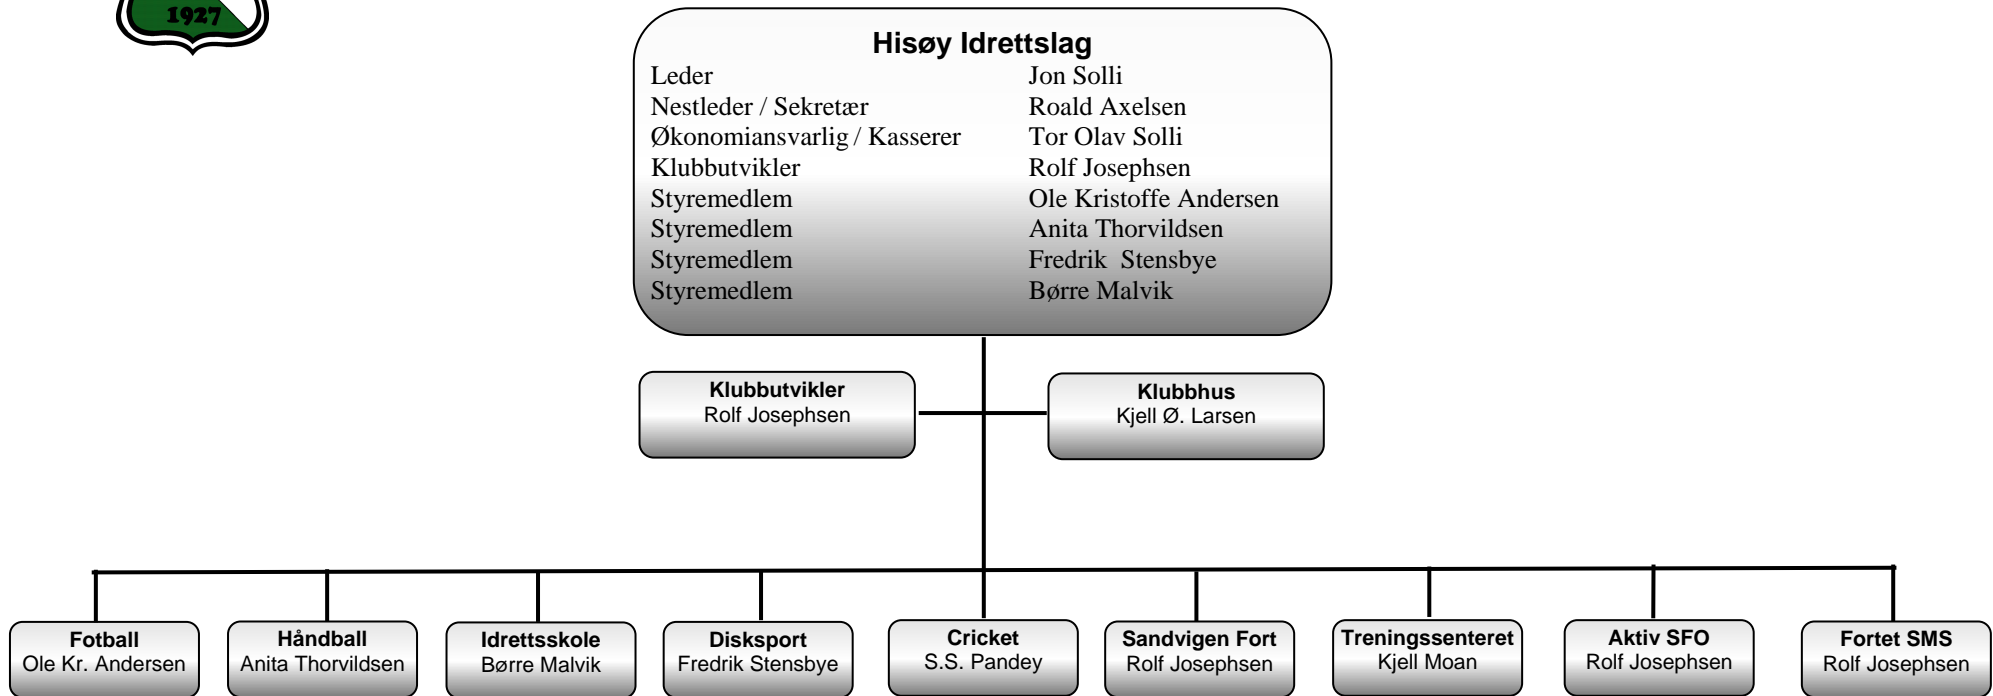 1927
Hisøy Idrettslag
Leder Jon Solli
Nestleder / Sekretær Roald Axelsen
Økonomiansvarlig / Kasserer Tor Olav Solli
Klubbutvikler Rolf Josephsen
Styremedlem Ole Kristoffe Andersen
Styremedlem Anita Thorvildsen
Styremedlem Fredrik  Stensbye
Styremedlem Børre Malvik
Klubbutvikler
Rolf Josephsen
Klubbhus
Kjell Ø. Larsen
Fotball
Ole Kr. Andersen
Håndball
Anita Thorvildsen
Idrettsskole
Børre Malvik
Disksport
Fredrik Stensbye
Cricket
S.S. Pandey
Sandvigen Fort
Rolf Josephsen
Treningssenteret
Kjell Moan
Aktiv SFO
Rolf Josephsen
Fortet SMS
Rolf Josephsen